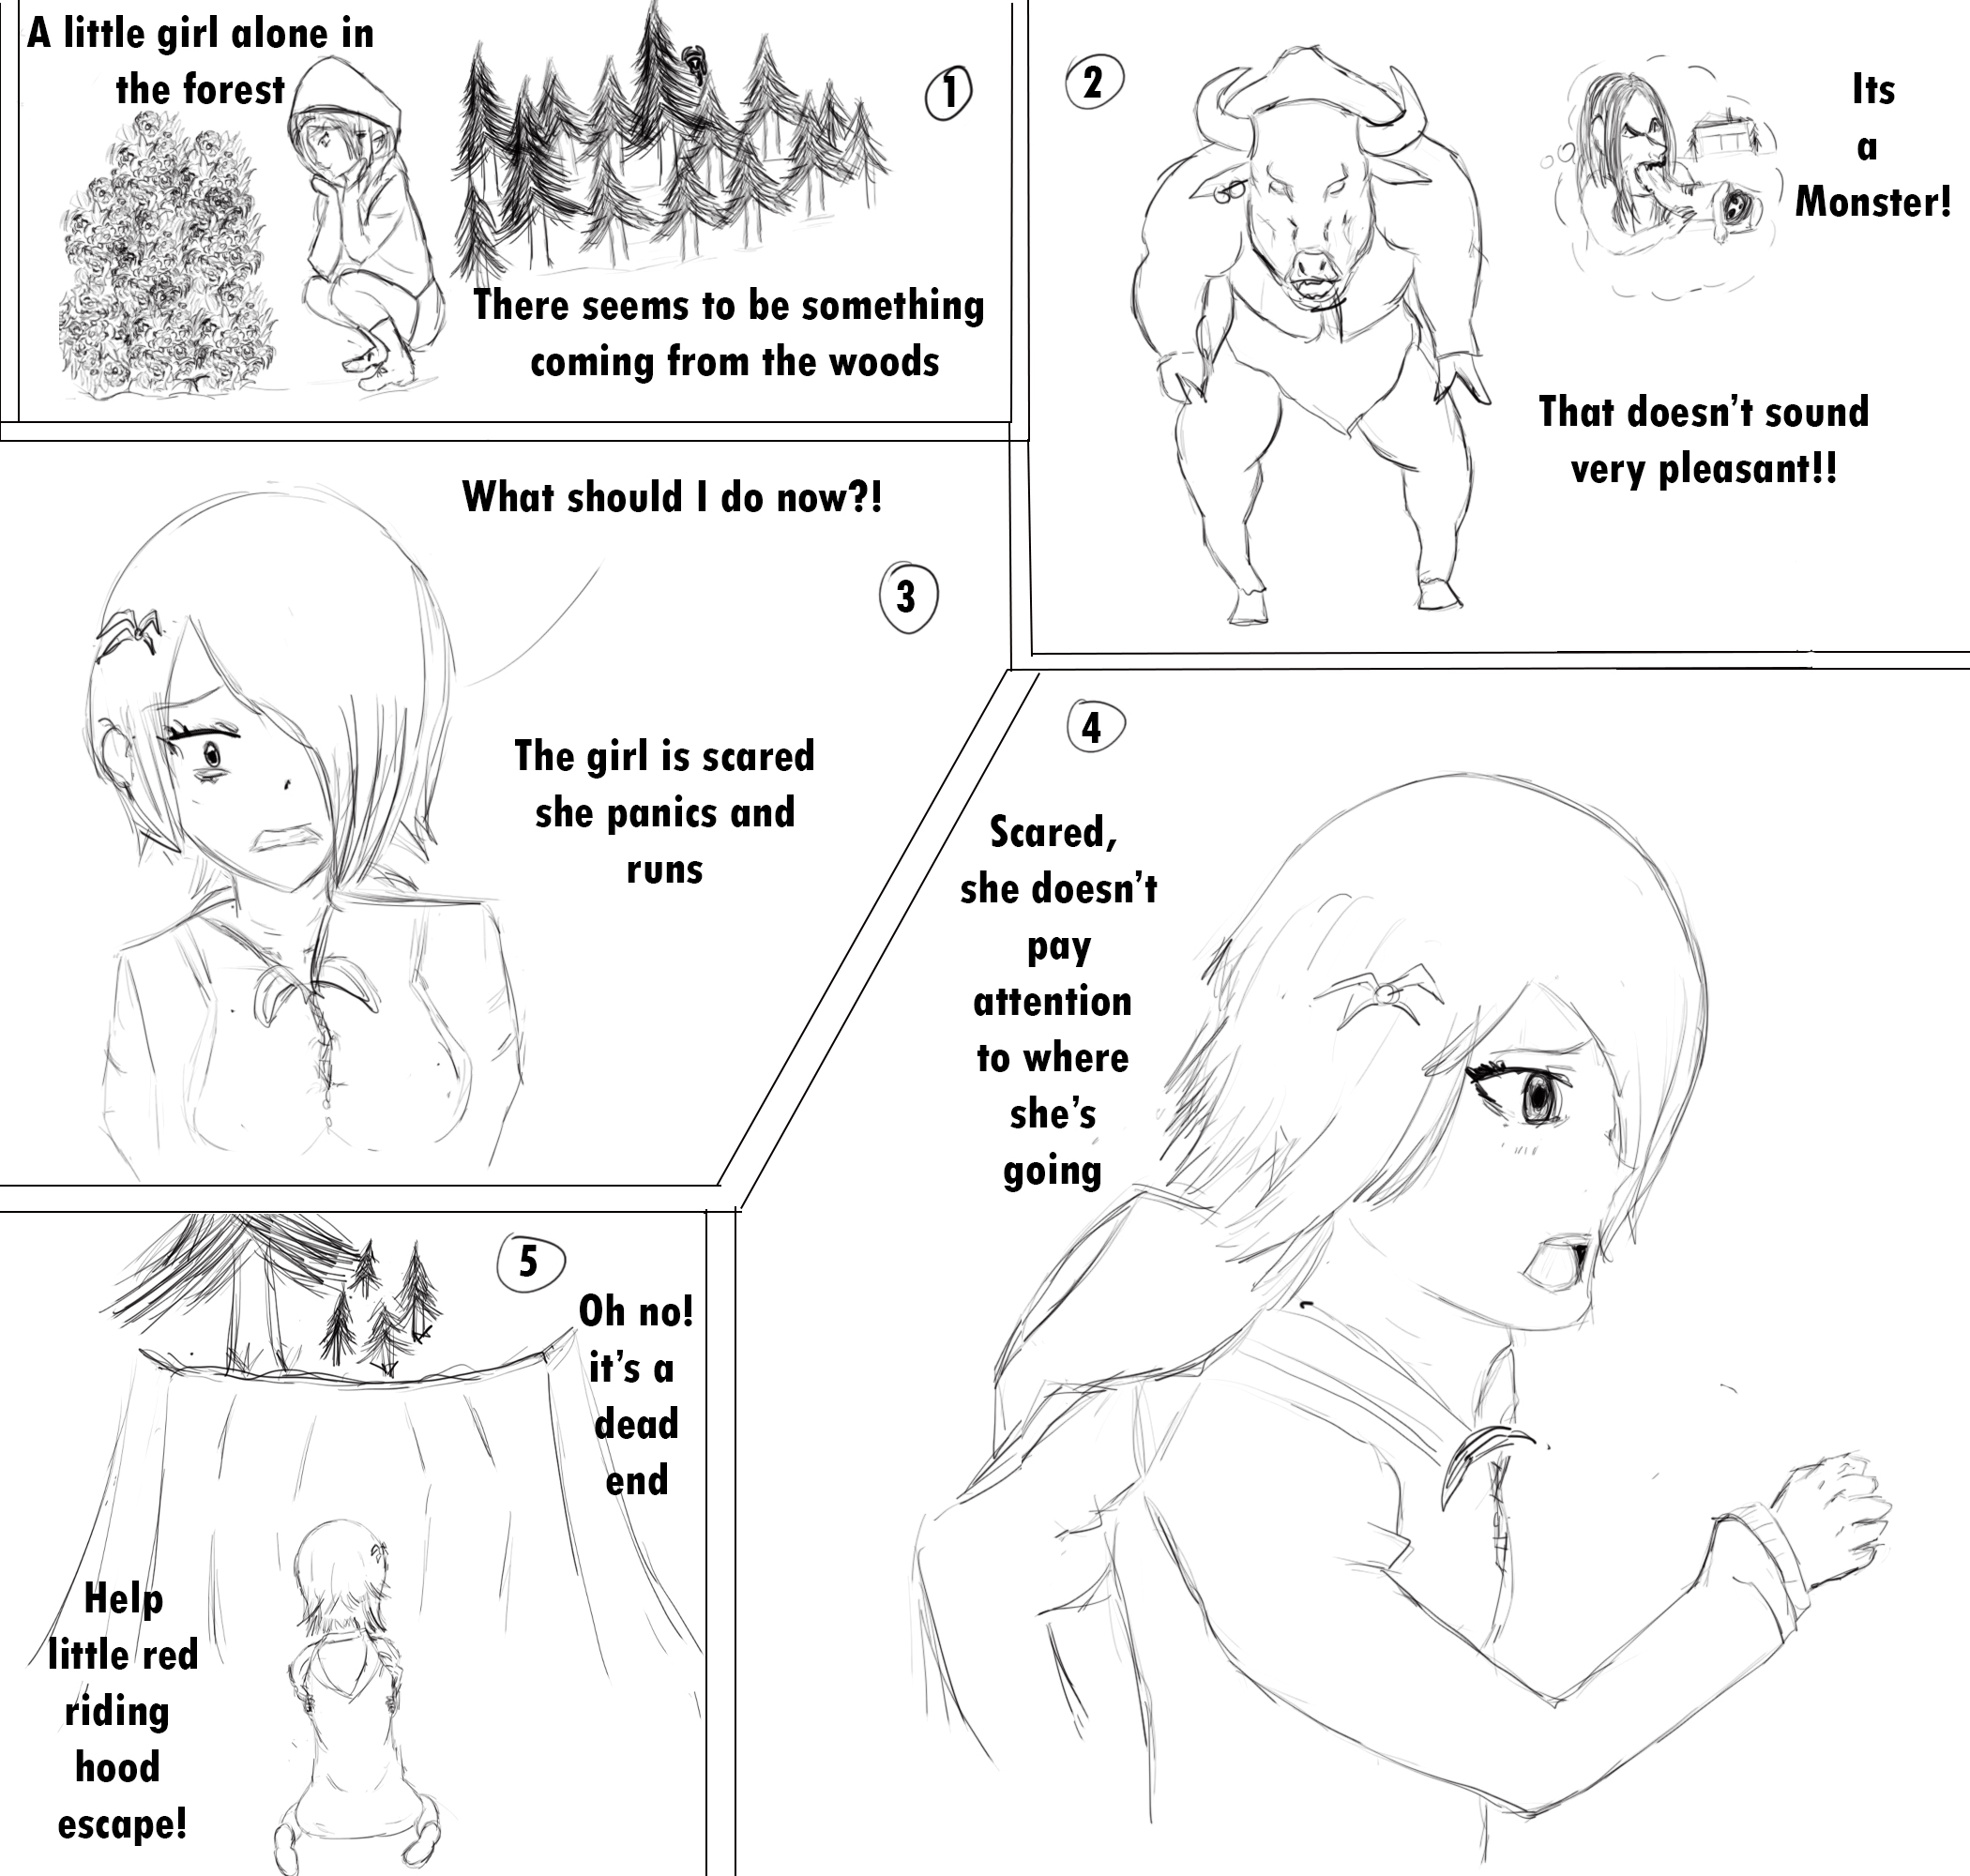 A little girl alone in
the forest
1
There seems to be something
coming from the woods
2
Its
a
Monster!
That doesn't sound
very pleasant!!
What should I do now?!
3
The girl is scared
she panics and
runs
4
Scared,
she doesn't
pay
attention
to where
she's
going
5
Oh no!
it's a
dead
end
Help
little red
riding
hood
escape!